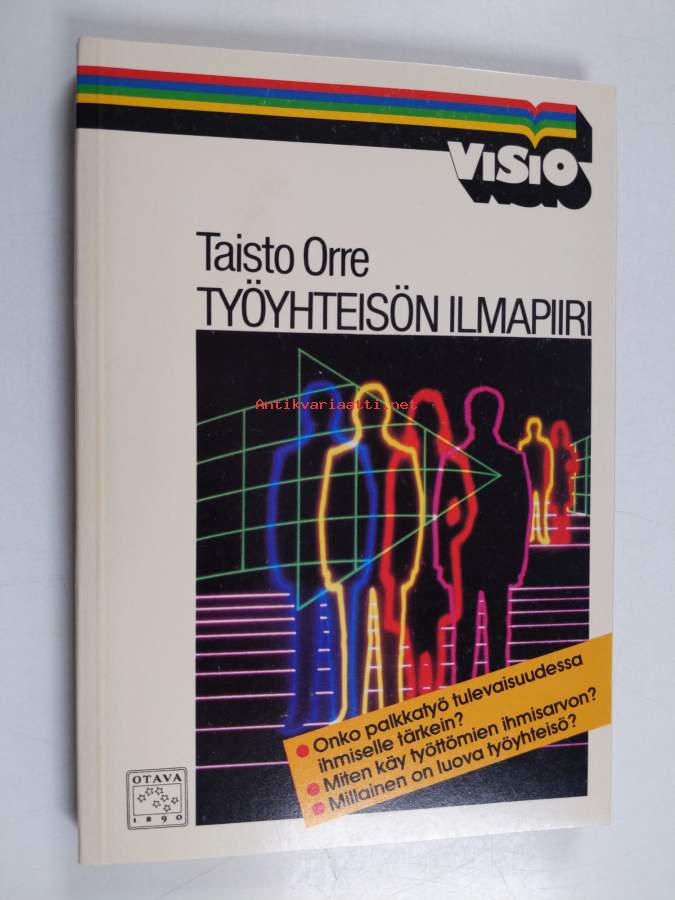 VISIO
Taisto Orre
TYÖYHTEISÖN ILMAPIIRI
Antikvariaatti.net
● Onko palkkatyö tulevaisuudessa
ihmiselle tärkein?
● Miten käy työttömien ihmisarvon?
● Millainen on luova työyhteisö?
OTAVA
1890